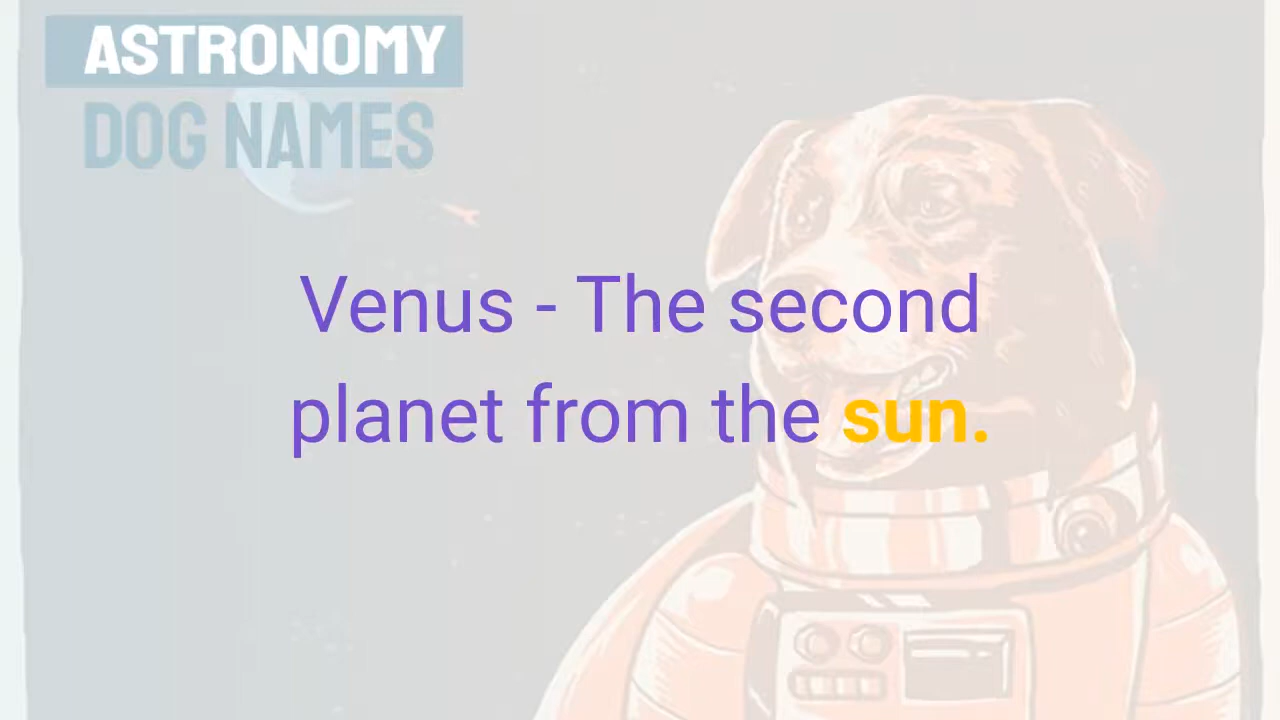 ASTRONOMY
DOG NAMES
Venus - The second
planet from the sun.